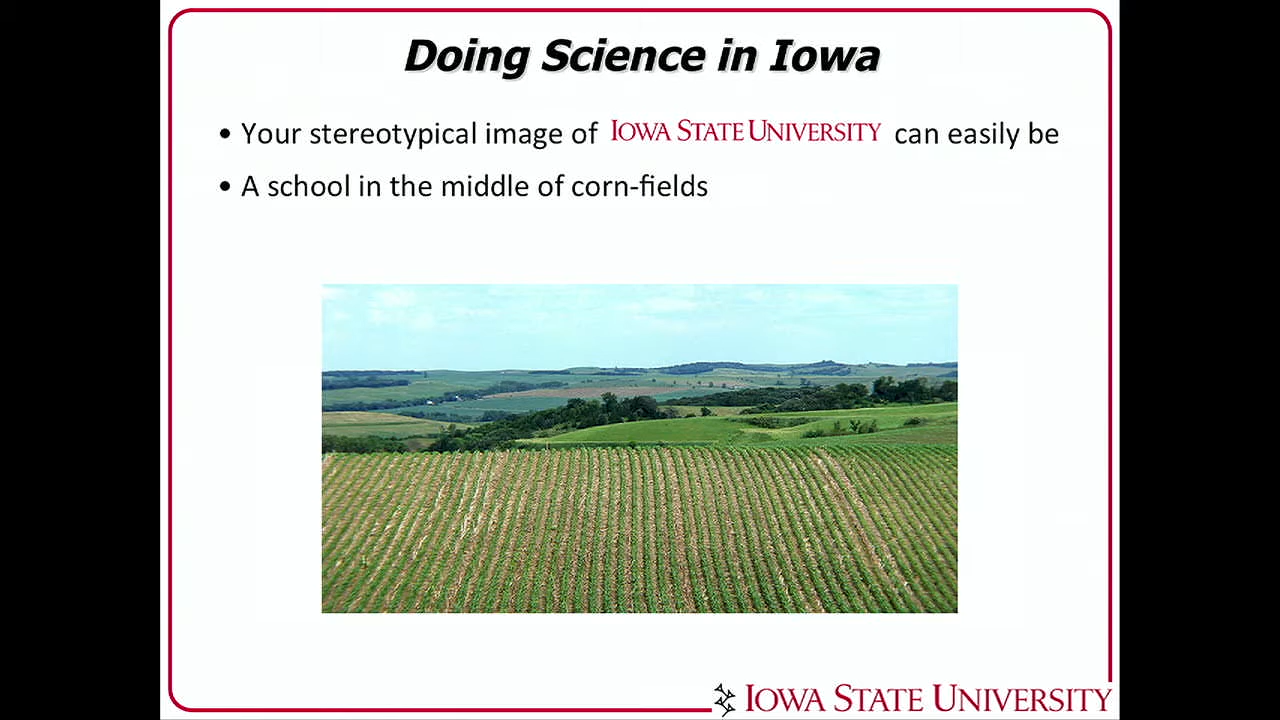 Doing Science in Iowa
• Your stereotypical image of IOWA STATE UNIVERSITY can easily be
• A school in the middle of corn-fields
IOWA STATE UNIVERSITY